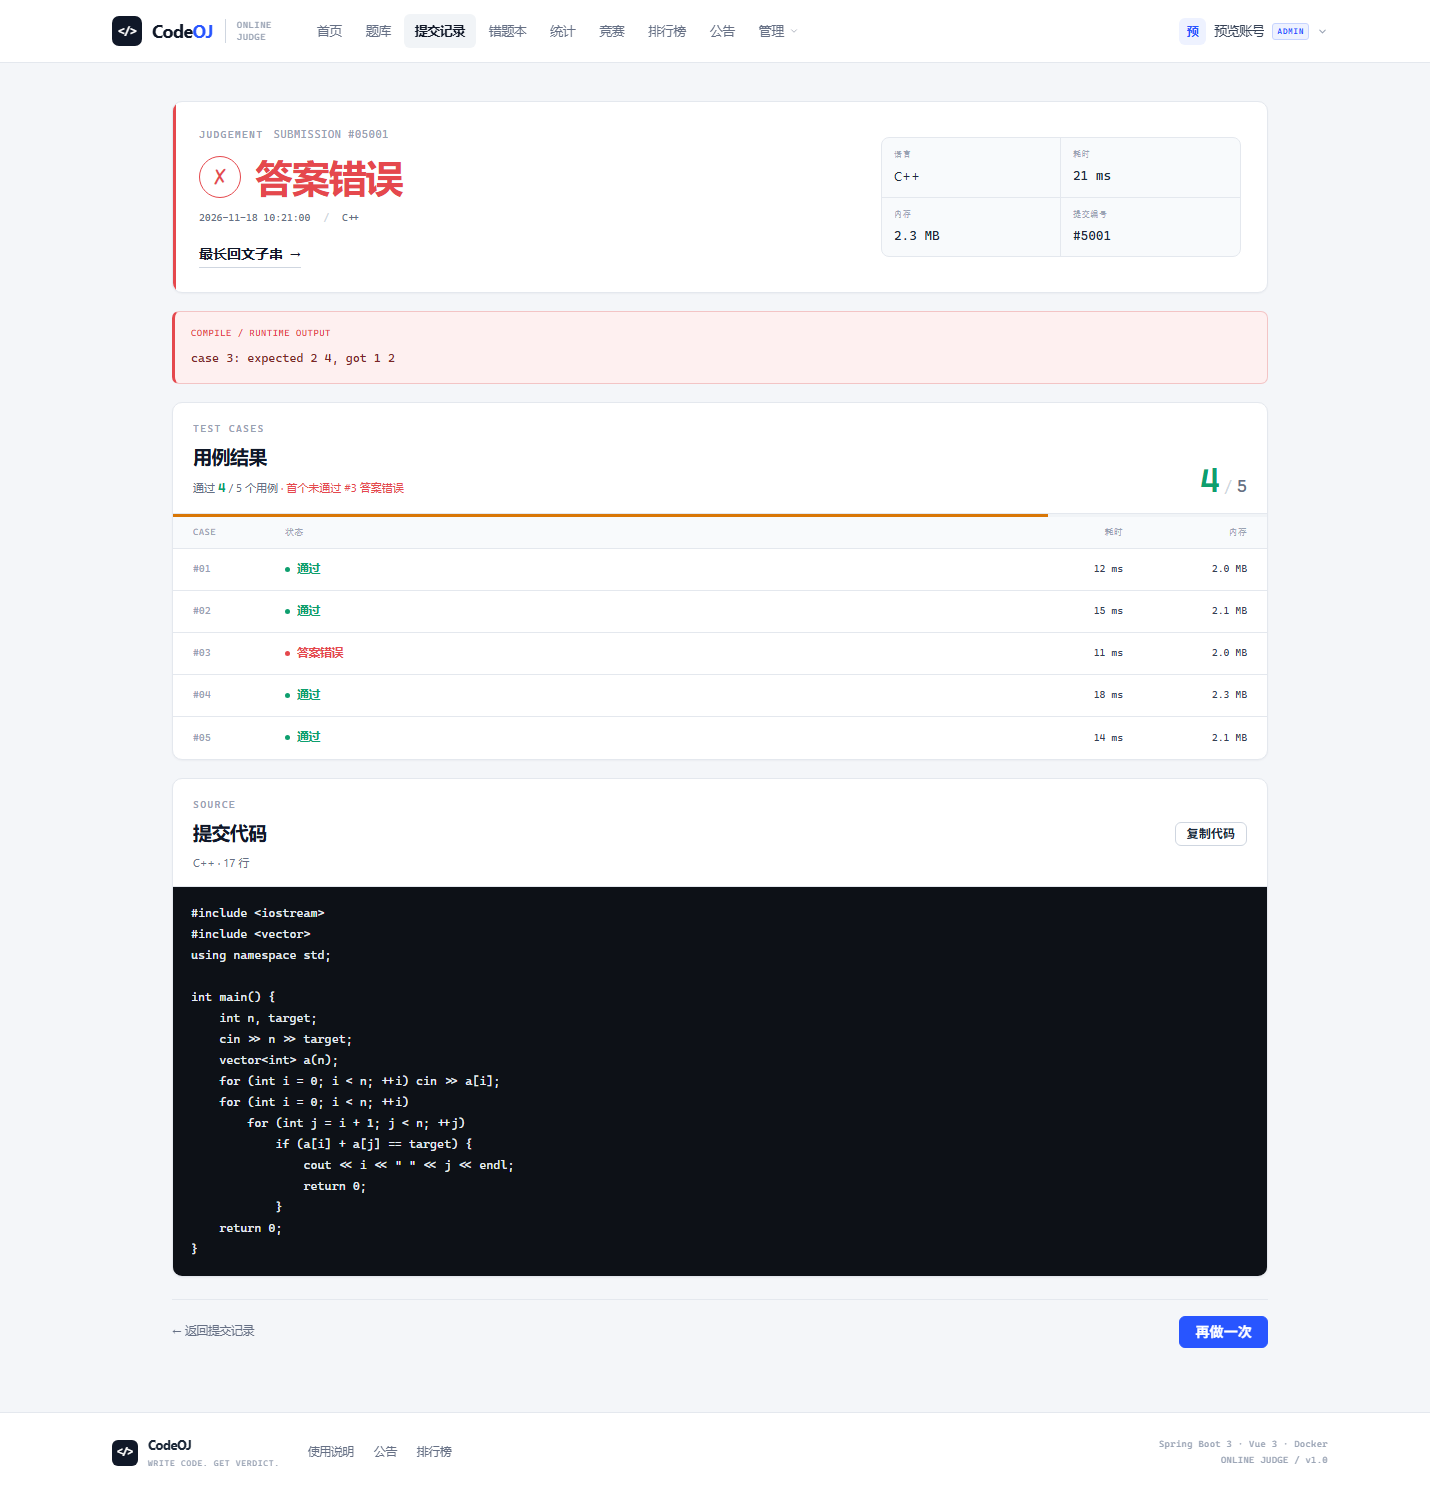 </> CodeOJ ONLINE JUDGE 首页 题库 提交记录 错题本 统计 竞赛 排行榜 公告 管理 预 预览账号 ADMIN
JUDGEMENT SUBMISSION #05001
✗ 答案错误
2026-11-18 10:21:00 / C++
最长回文子串 →
语言 耗时
C++ 21 ms
内存 提交编号
2.3 MB #5001
COMPILE / RUNTIME OUTPUT
case 3: expected 2 4, got 1 2
TEST CASES
用例结果
通过 4 / 5 个用例 · 首个未通过 #3 答案错误
4 / 5
CASE 状态 耗时 内存
#01 通过 12 ms 2.0 MB
#02 通过 15 ms 2.1 MB
#03 答案错误 11 ms 2.0 MB
#04 通过 18 ms 2.3 MB
#05 通过 14 ms 2.1 MB
SOURCE
提交代码
复制代码
C++ · 17 行
#include <iostream>
#include <vector>
using namespace std;
int main() {
    int n, target;
    cin >> n >> target;
    vector<int> a(n);
    for (int i = 0; i < n; ++i) cin >> a[i];
    for (int i = 0; i < n; ++i)
        for (int j = i + 1; j < n; ++j)
            if (a[i] + a[j] == target) {
                cout << i << " " << j << endl;
                return 0;
            }
    return 0;
}
← 返回提交记录
再做一次
</> CodeOJ
WRITE CODE. GET VERDICT.
使用说明 公告 排行榜
Spring Boot 3 · Vue 3 · Docker
ONLINE JUDGE / v1.0